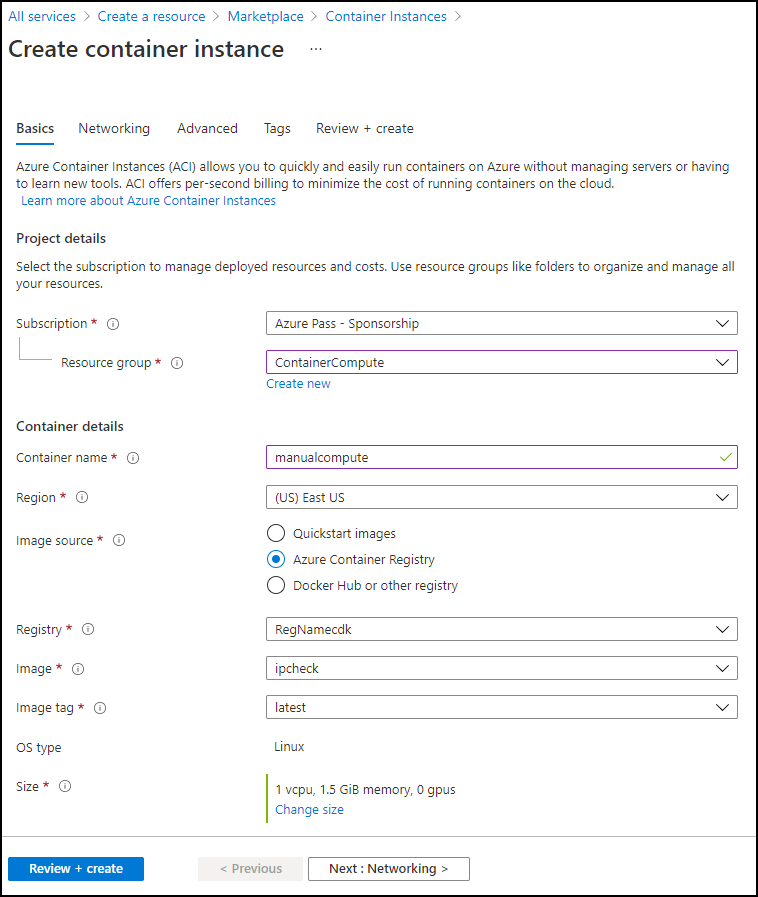 All services > Create a resource > Marketplace > Container Instances >
Create container instance ...
Basics Networking Advanced Tags Review + create
Azure Container Instances (ACI) allows you to quickly and easily run containers on Azure without managing servers or having
to learn new tools. ACI offers per-second billing to minimize the cost of running containers on the cloud.
Learn more about Azure Container Instances
Project details
Select the subscription to manage deployed resources and costs. Use resource groups like folders to organize and manage all
your resources.
Subscription * Azure Pass - Sponsorship
Resource group * ContainerCompute
Create new
Container details
Container name * manualcompute
Region * (US) East US
Image source * Quickstart images
Azure Container Registry
Docker Hub or other registry
Registry * RegNamecdk
Image * ipcheck
Image tag * latest
OS type Linux
Size * 1 vcpu, 1.5 GiB memory, 0 gpus
Change size
Review + create < Previous Next : Networking >